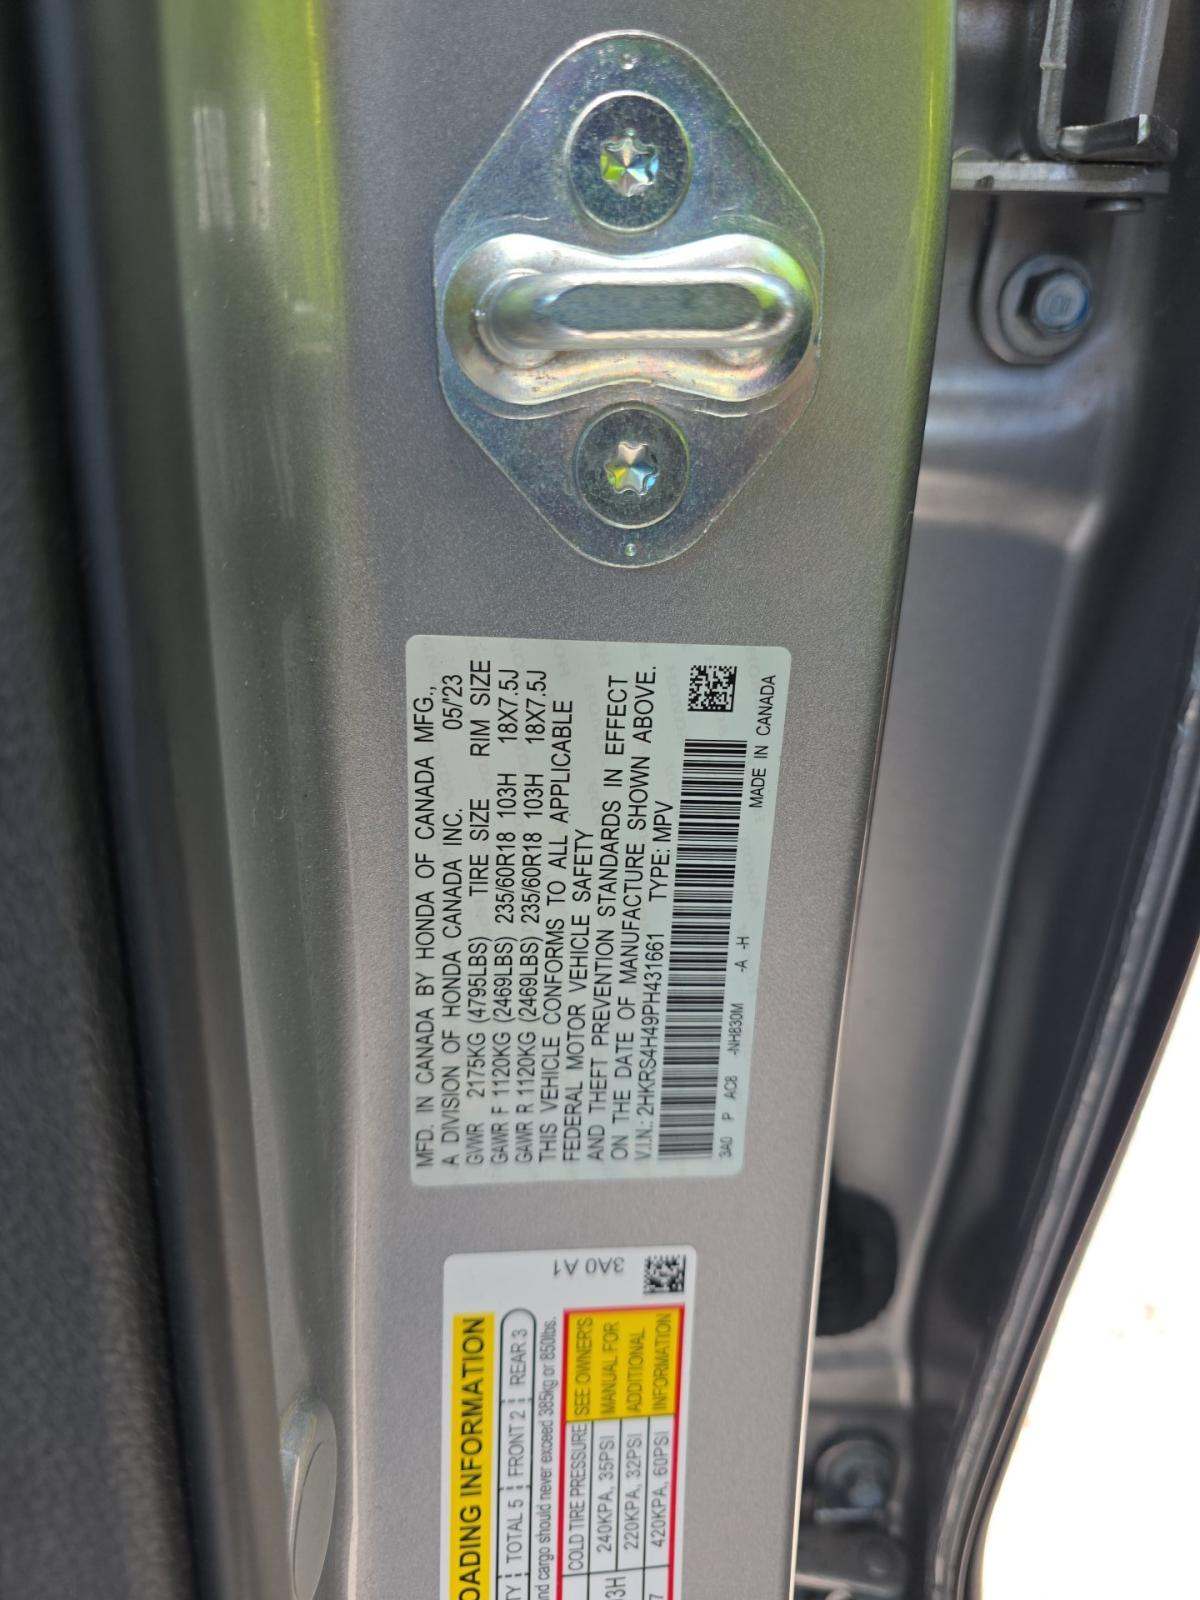 MFD. IN CANADA BY HONDA OF CANADA MFG.,
A DIVISION OF HONDA CANADA INC. 05/'23
GVWR 2175KG (4795LBS) TIRE SIZE RIM SIZE
GAWR F 1120KG (2469LBS) 235/60R18 103H 18X7.5J
GAWR R 1120KG (2469LBS) 235/60R18 103H 18X7.5J
THIS VEHICLE CONFORMS TO ALL APPLICABLE
FEDERAL MOTOR VEHICLE SAFETY
AND THEFT PREVENTION STANDARDS IN EFFECT
ON THE DATE OF MANUFACTURE SHOWN ABOVE.
V.I.N.: 2HKRS4H49PH431661 TYPE: MPV
3A0 P AC8 -NH830M -A -H
MADE IN CANADA
3A0 A1
OADING INFORMATION
TY TOTAL 5 FRONT 2 REAR 3
nd cargo should never exceed 385kg or 850lbs.
COLD TIRE PRESSURE SEE OWNER'S
240KPA, 35PSI MANUAL FOR
3H 220KPA, 32PSI ADDITIONAL
7 420KPA, 60PSI INFORMATION